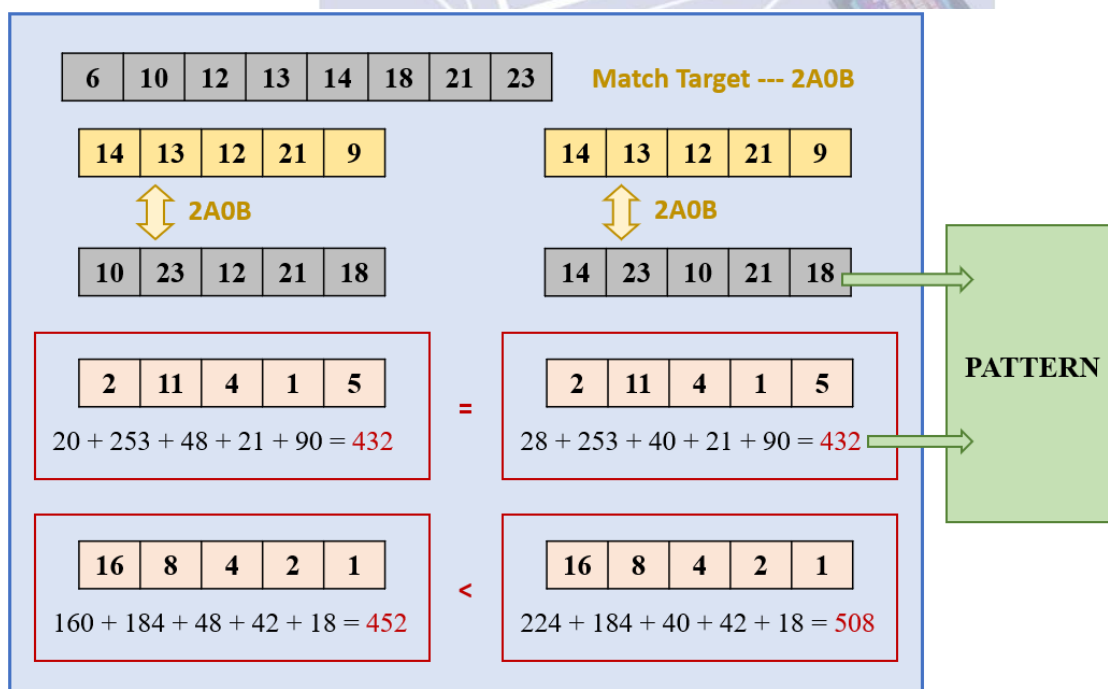 6 10 12 13 14 18 21 23 Match Target --- 2A0B
14 13 12 21 9
14 13 12 21 9
2A0B
2A0B
10 23 12 21 18
14 23 10 21 18
PATTERN
2 11 4 1 5
=
2 11 4 1 5
20 + 253 + 48 + 21 + 90 = 432
28 + 253 + 40 + 21 + 90 = 432
16 8 4 2 1
<
16 8 4 2 1
160 + 184 + 48 + 42 + 18 = 452
224 + 184 + 40 + 42 + 18 = 508